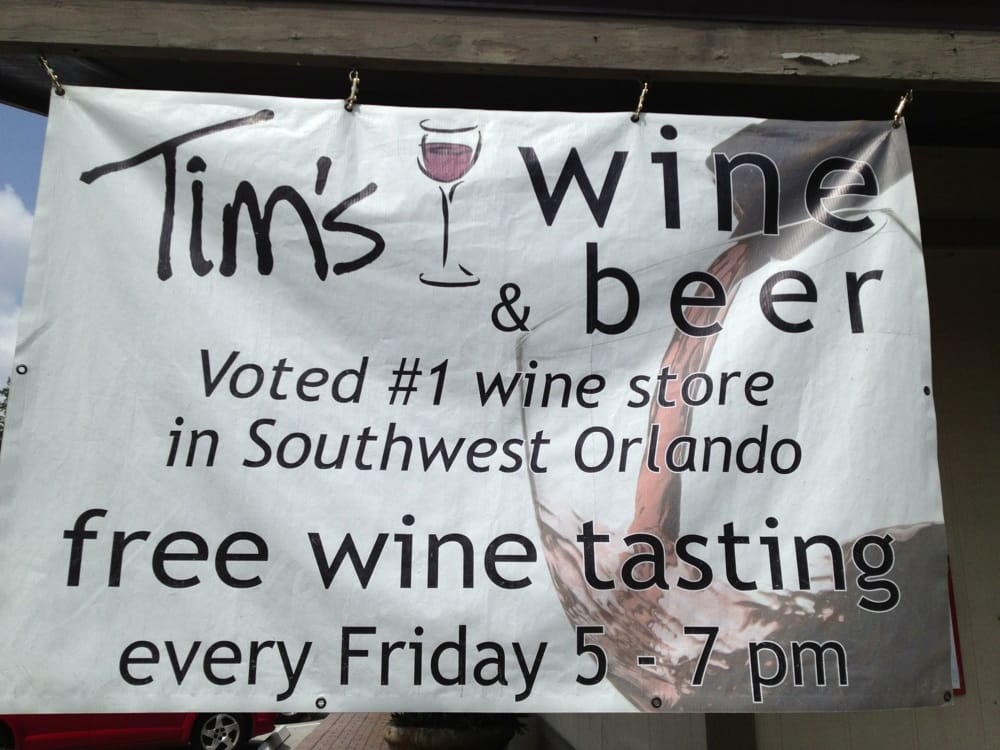 Tim's wine
& beer
Voted #1 wine store
in Southwest Orlando
free wine tasting
every Friday 5 - 7 pm